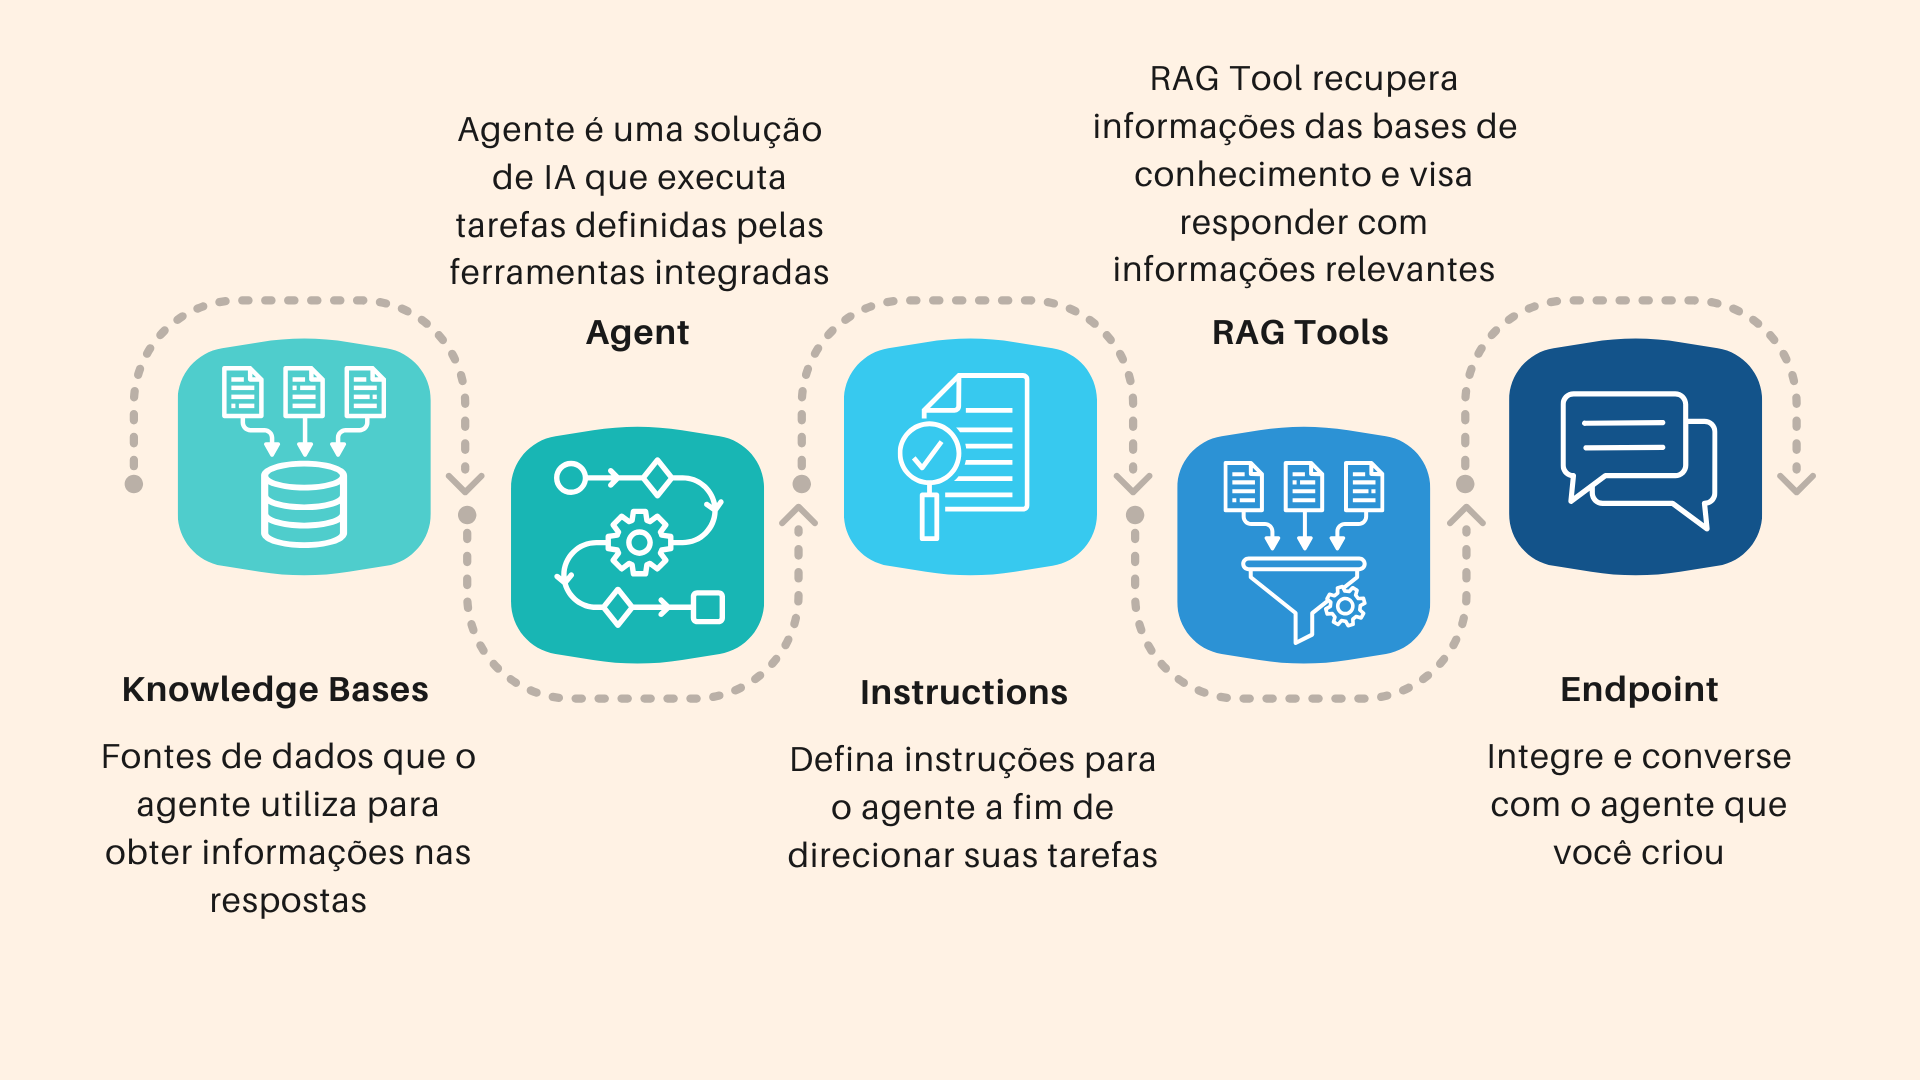 Knowledge Bases
Fontes de dados que o
agente utiliza para
obter informações nas
respostas
Agente é uma solução
de IA que executa
tarefas definidas pelas
ferramentas integradas
Agent
Instructions
Defina instruções para
o agente a fim de
direcionar suas tarefas
RAG Tool recupera
informações das bases de
conhecimento e visa
responder com
informações relevantes
RAG Tools
Endpoint
Integre e converse
com o agente que
você criou